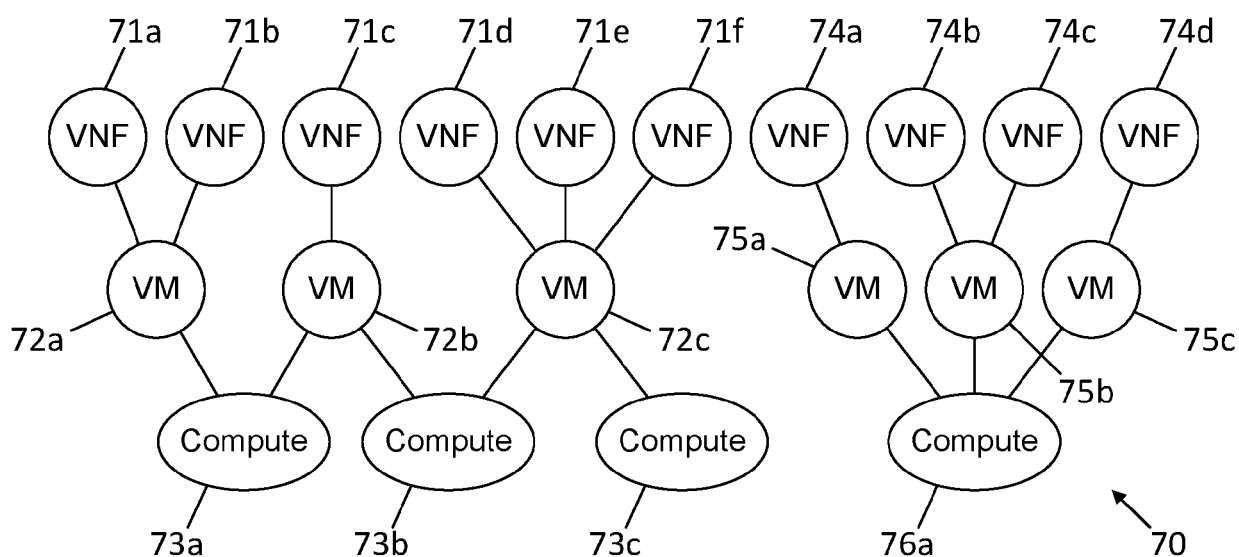 71a 71b 71c 71d 71e 71f 74a 74b 74c 74d
VNF VNF VNF VNF VNF VNF VNF VNF VNF VNF
75a
VM VM VM VM VM VM
72a 72b 72c 75c
75b
Compute Compute Compute Compute
73a 73b 73c 76a 70